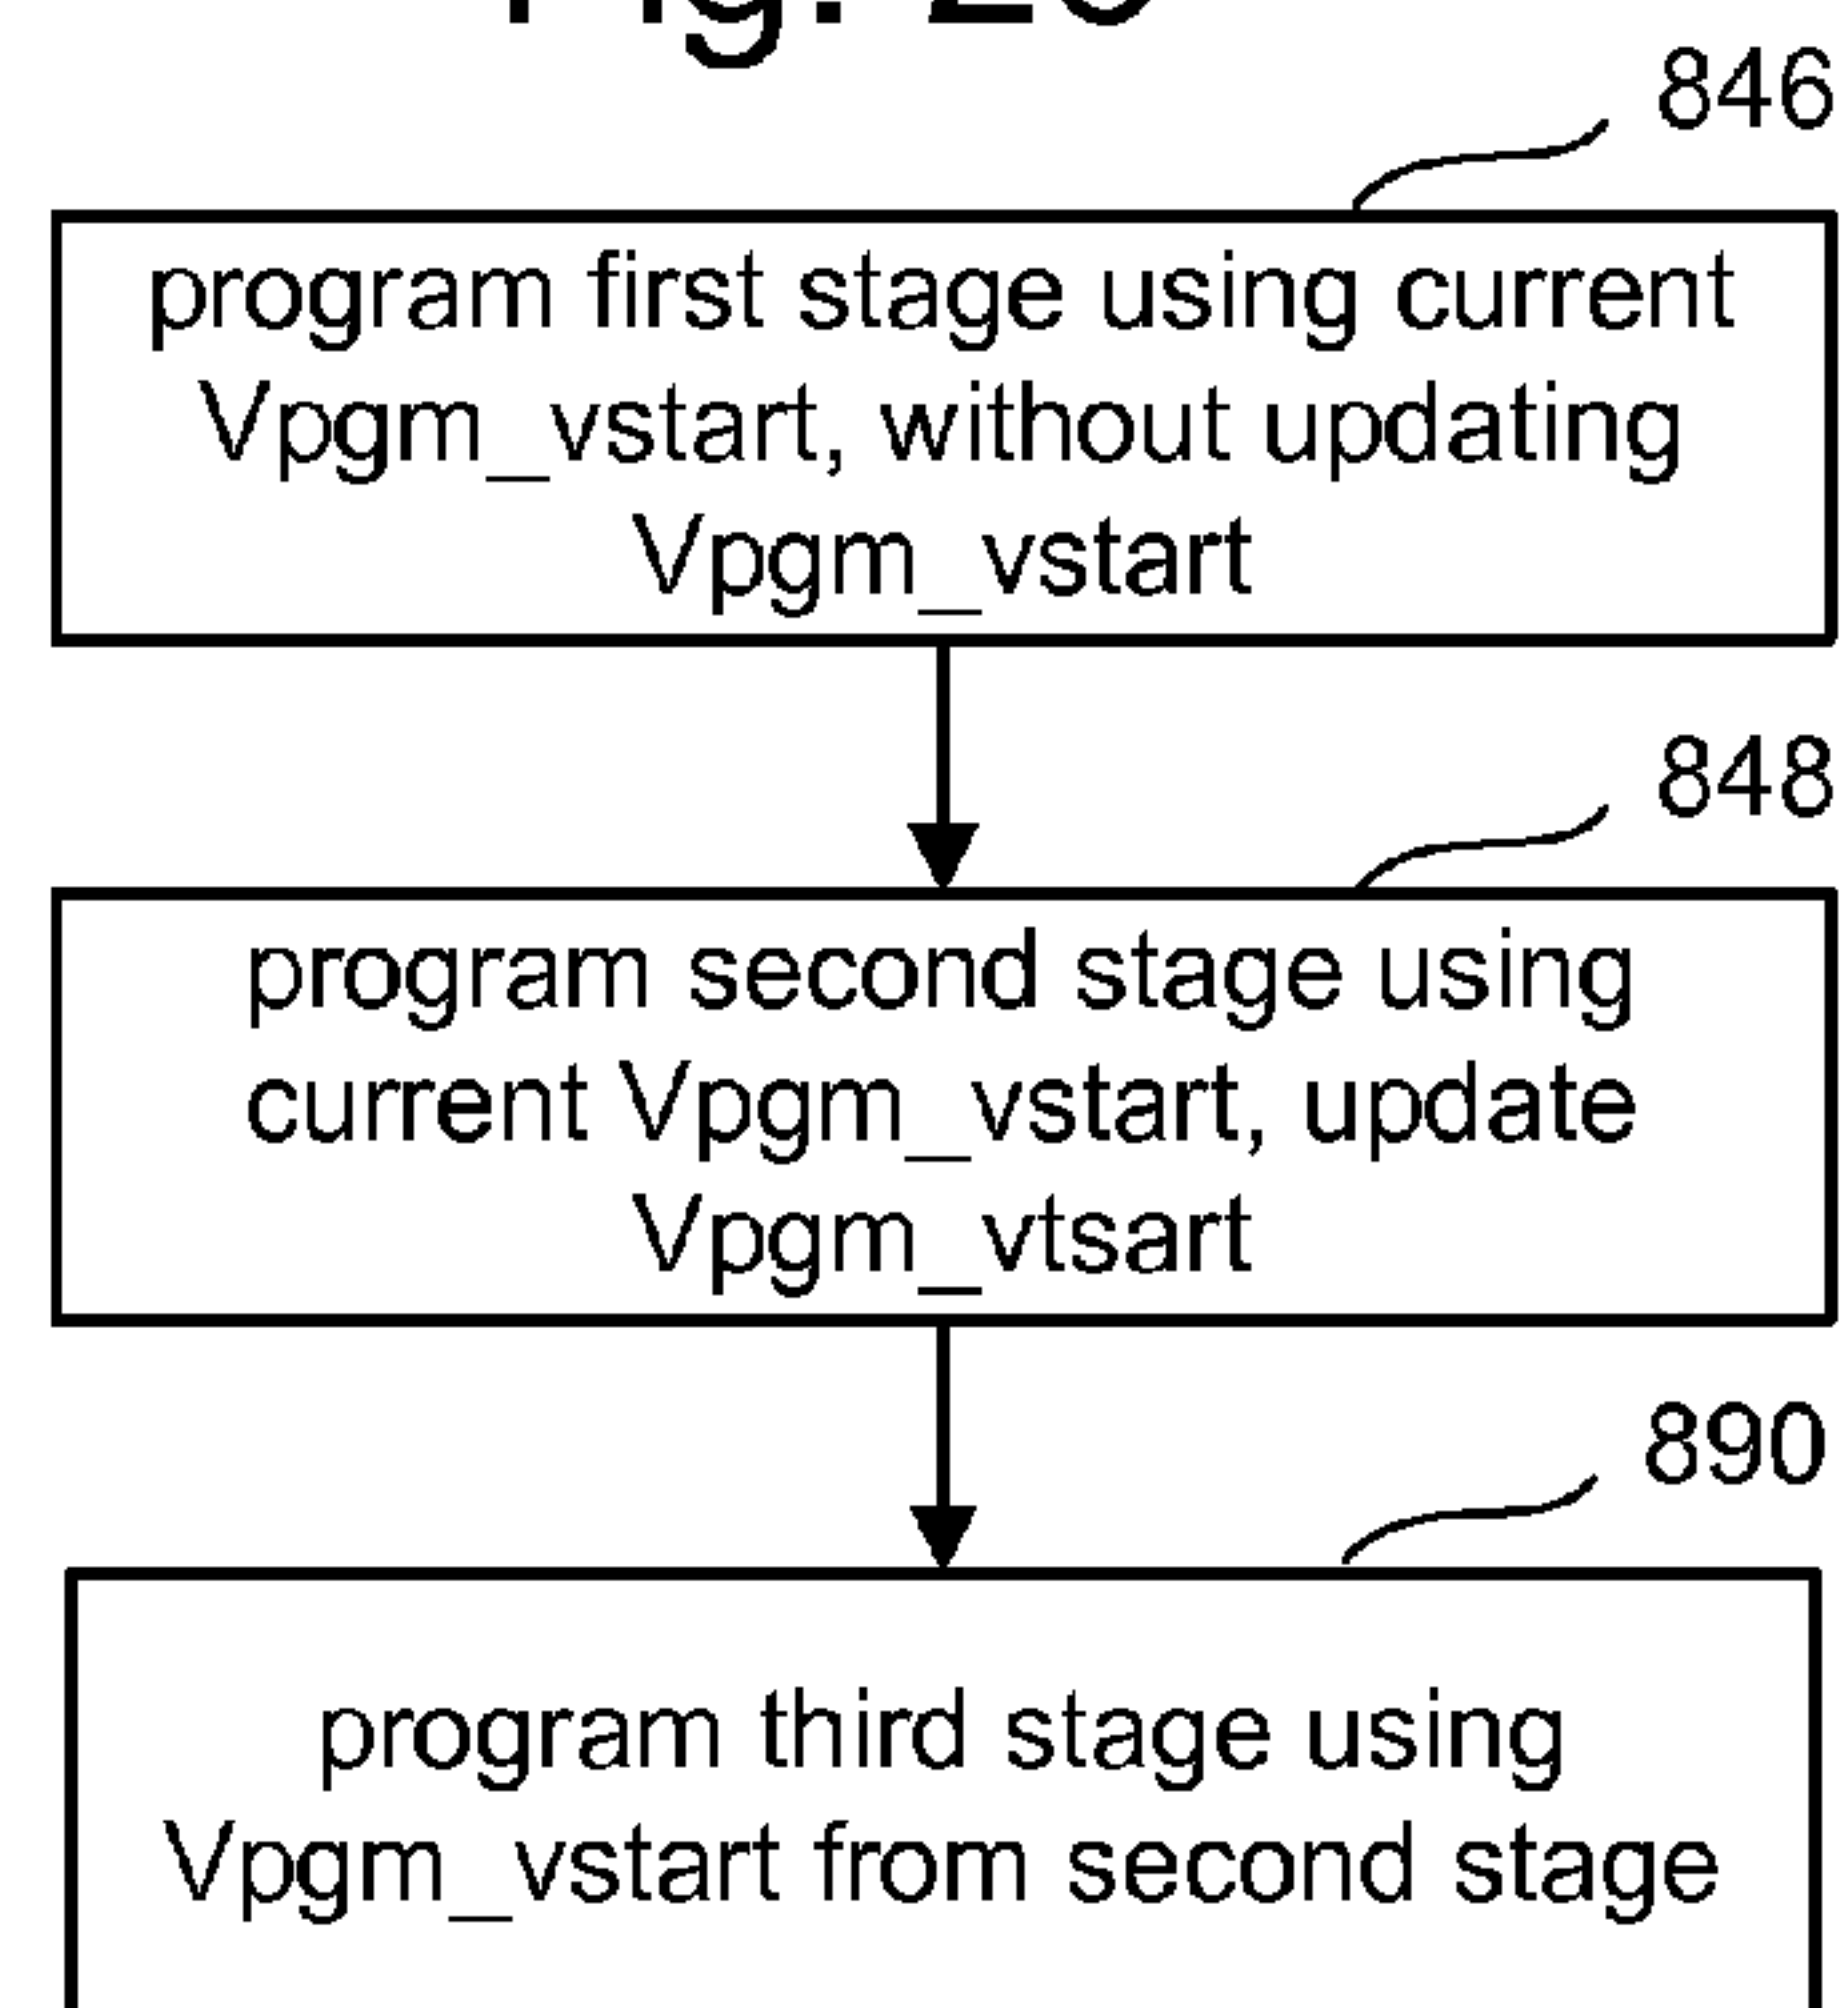 846
program first stage using current
Vpgm_vstart, without updating
Vpgm_vstart
848
program second stage using
current Vpgm_vstart, update
Vpgm_vtsart
890
program third stage using
Vpgm_vstart from second stage